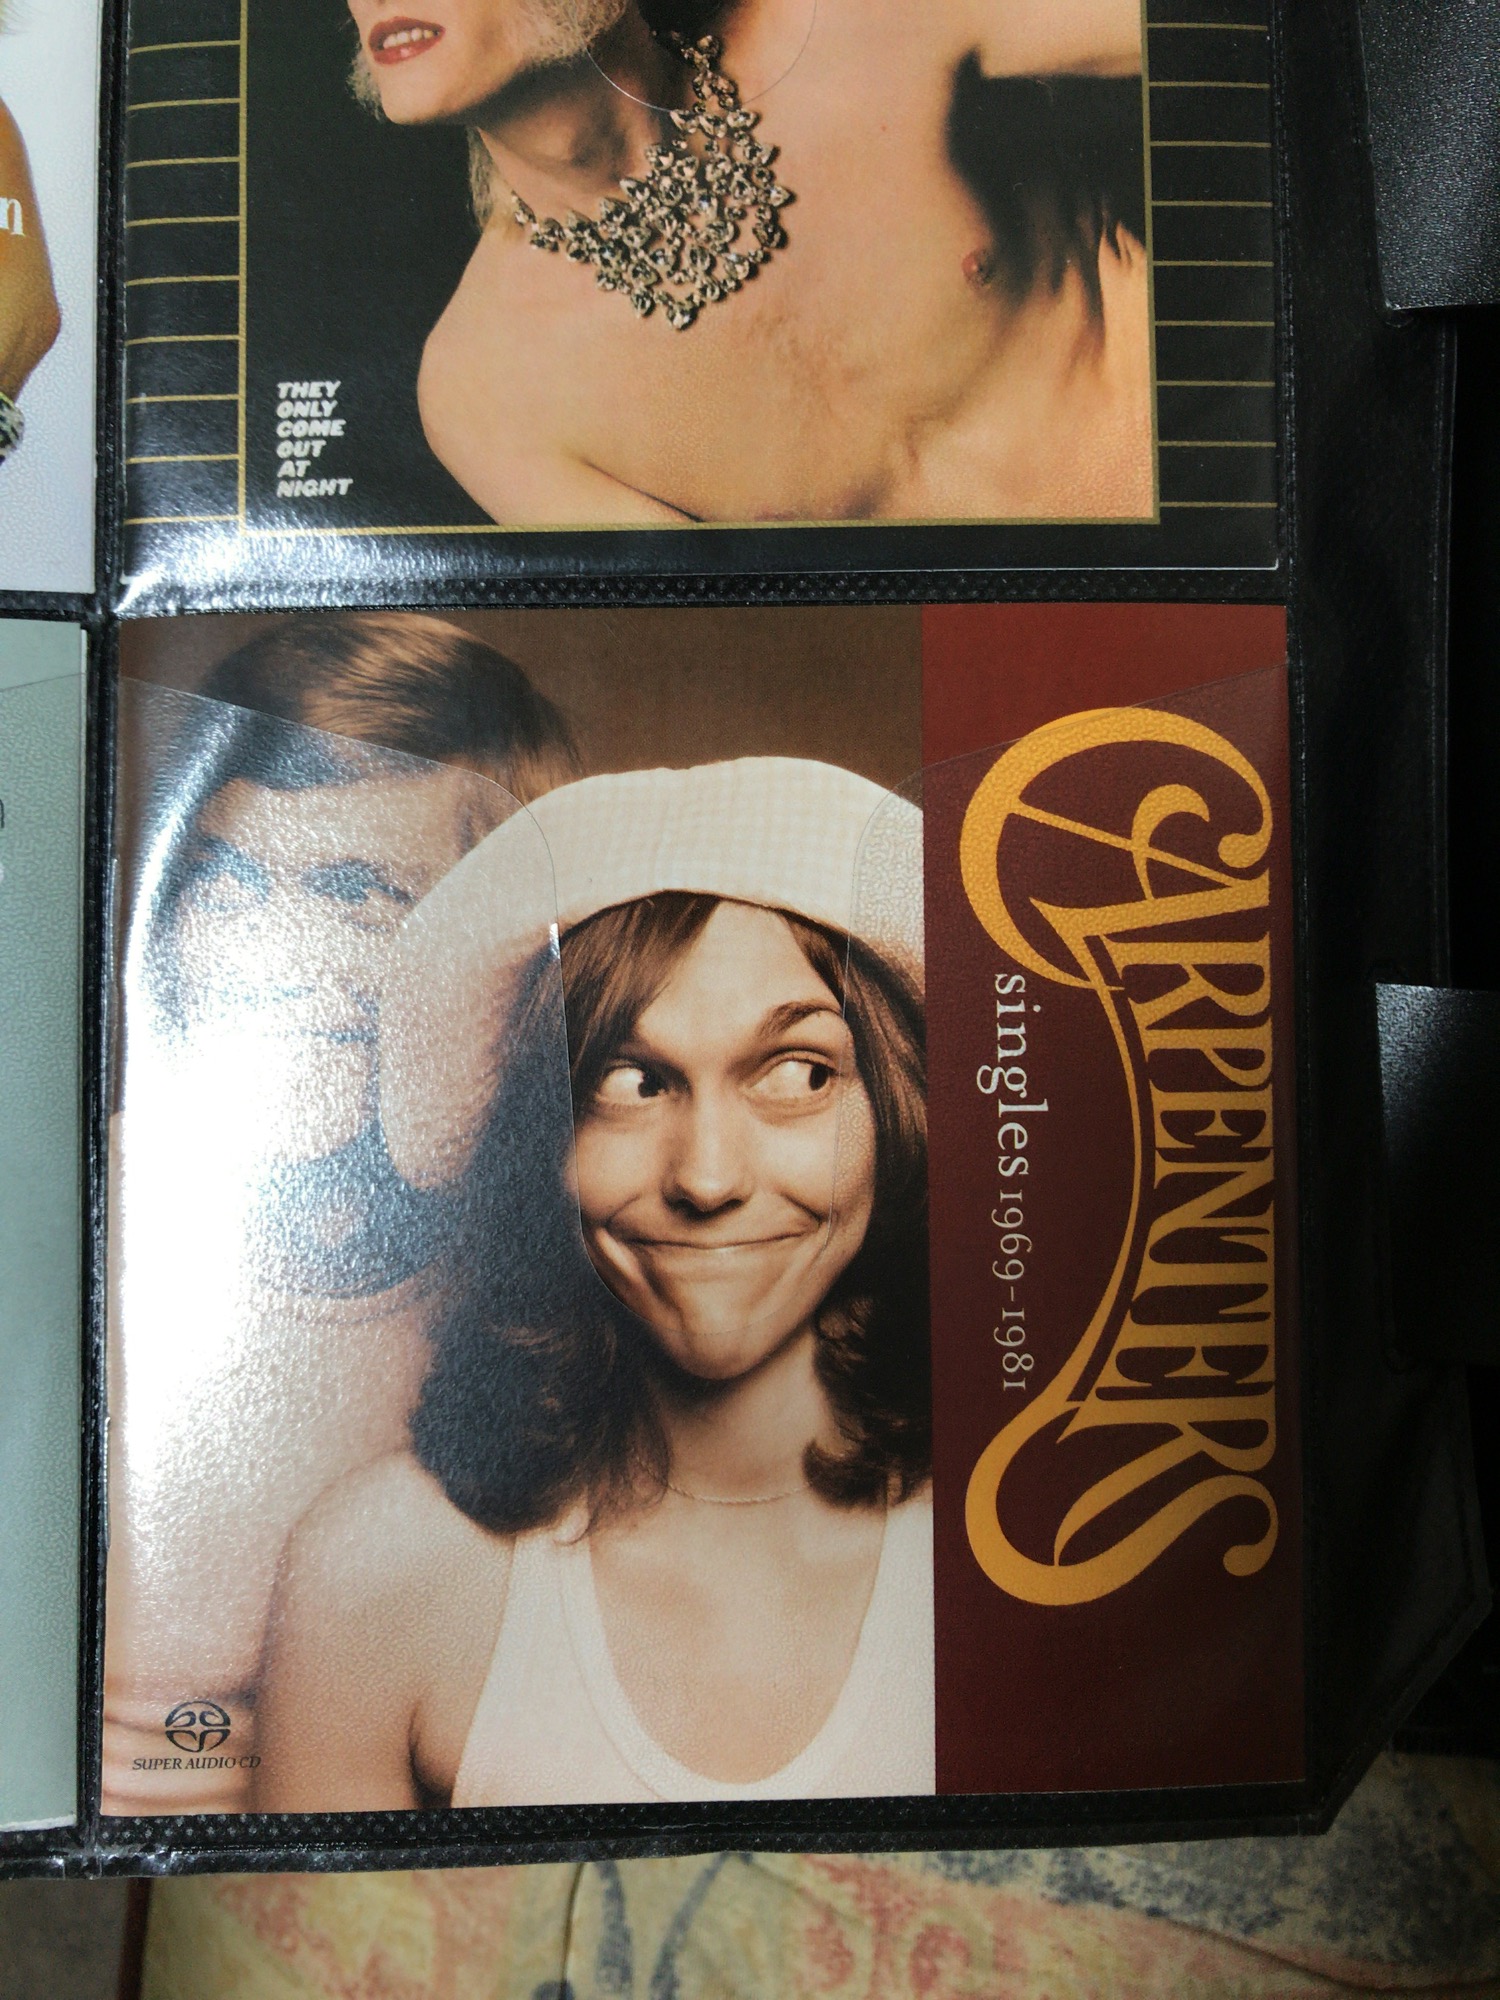 n
THEY
ONLY
COME
OUT
AT
NIGHT
CARPENTERS
singles 1969-1981
SUPER AUDIO CD